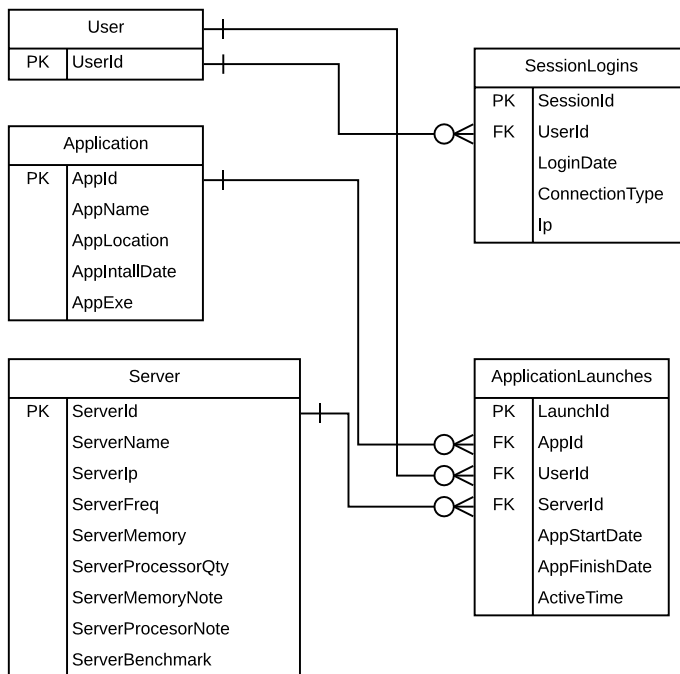 User
PK UserId
Application
PK AppId
AppName
AppLocation
AppIntallDate
AppExe
Server
PK ServerId
ServerName
ServerIp
ServerFreq
ServerMemory
ServerProcessorQty
ServerMemoryNote
ServerProcesorNote
ServerBenchmark
SessionLogins
PK SessionId
FK UserId
LoginDate
ConnectionType
Ip
ApplicationLaunches
PK LaunchId
FK AppId
FK UserId
FK ServerId
AppStartDate
AppFinishDate
ActiveTime